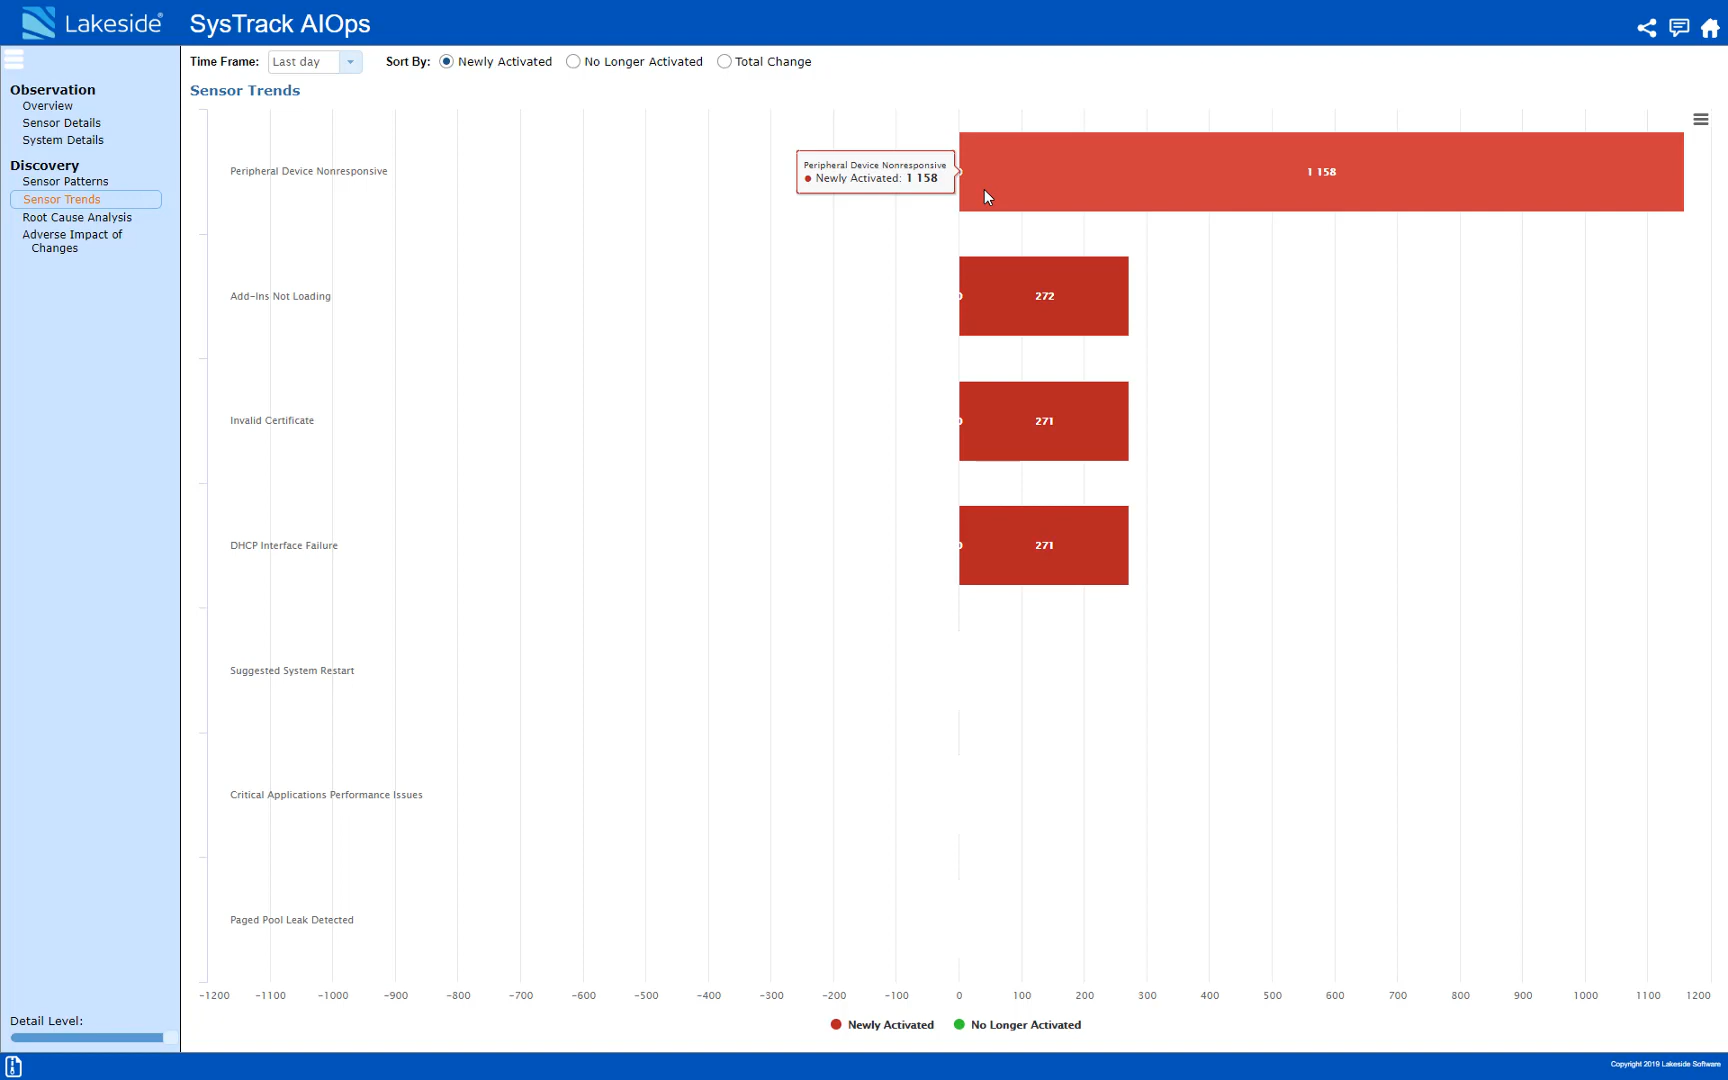 Lakeside®
SysTrack AIOps
Time Frame: Last day Sort By: Newly Activated No Longer Activated Total Change
Observation
Overview
Sensor Details
System Details
Discovery
Sensor Patterns
Sensor Trends
Root Cause Analysis
Adverse Impact of
Changes
Detail Level:
Sensor Trends
Peripheral Device Nonresponsive
Peripheral Device Nonresponsive
Newly Activated: 1 158
1 158
Add-Ins Not Loading
0 272
Invalid Certificate
0 271
DHCP Interface Failure
0 271
Suggested System Restart
Critical Applications Performance Issues
Paged Pool Leak Detected
-1200 -1100 -1000 -900 -800 -700 -600 -500 -400 -300 -200 -100 0 100 200 300 400 500 600 700 800 900 1000 1100 1200
Newly Activated No Longer Activated
Copyright 2019 Lakeside Software